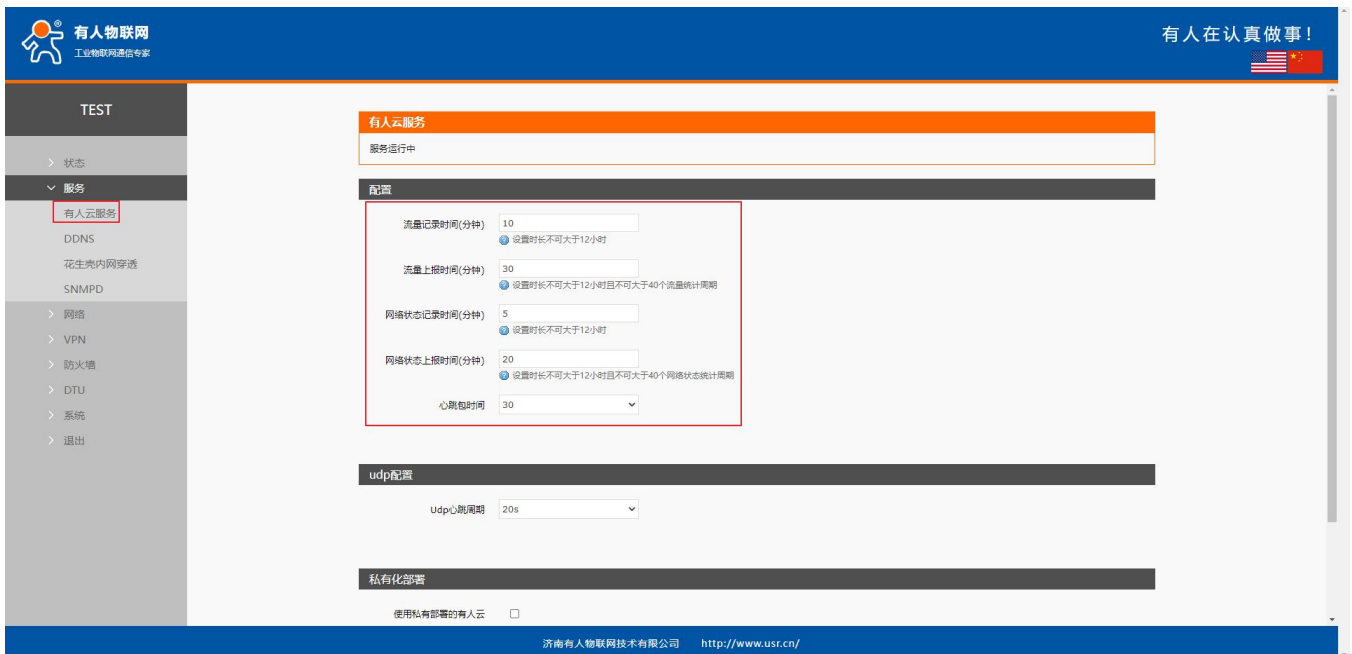 有人物联网
工业物联网通信专家
有人在认真做事！
TEST
状态
服务
有人云服务
DDNS
花生壳内网穿透
SNMPD
网络
VPN
防火墙
DTU
系统
退出
有人云服务
服务运行中
配置
流量记录时间(分钟) 10
设置时长不可大于12小时
流量上报时间(分钟) 30
设置时长不可大于12小时且不可大于40个流量统计周期
网络状态记录时间(分钟) 5
设置时长不可大于12小时
网络状态上报时间(分钟) 20
设置时长不可大于12小时且不可大于40个网络状态统计周期
心跳包时间 30
udp配置
Udp心跳周期 20s
私有化部署
使用私有部署的有人云
济南有人物联网技术有限公司 http://www.usr.cn/